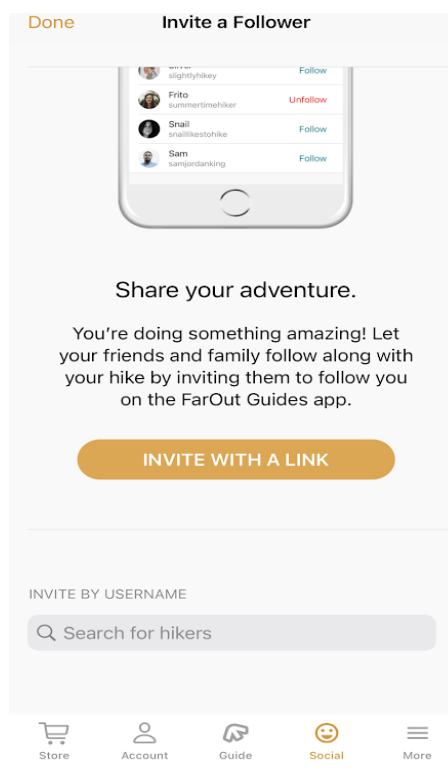 Done
Invite a Follower
slightlyhikey
Follow
Frito
summertimehiker
Unfollow
Snail
snaillikestohike
Follow
Sam
samjordanking
Follow
Share your adventure.
You're doing something amazing! Let
your friends and family follow along with
your hike by inviting them to follow you
on the FarOut Guides app.
INVITE WITH A LINK
INVITE BY USERNAME
Search for hikers
Store
Account
Guide
Social
More